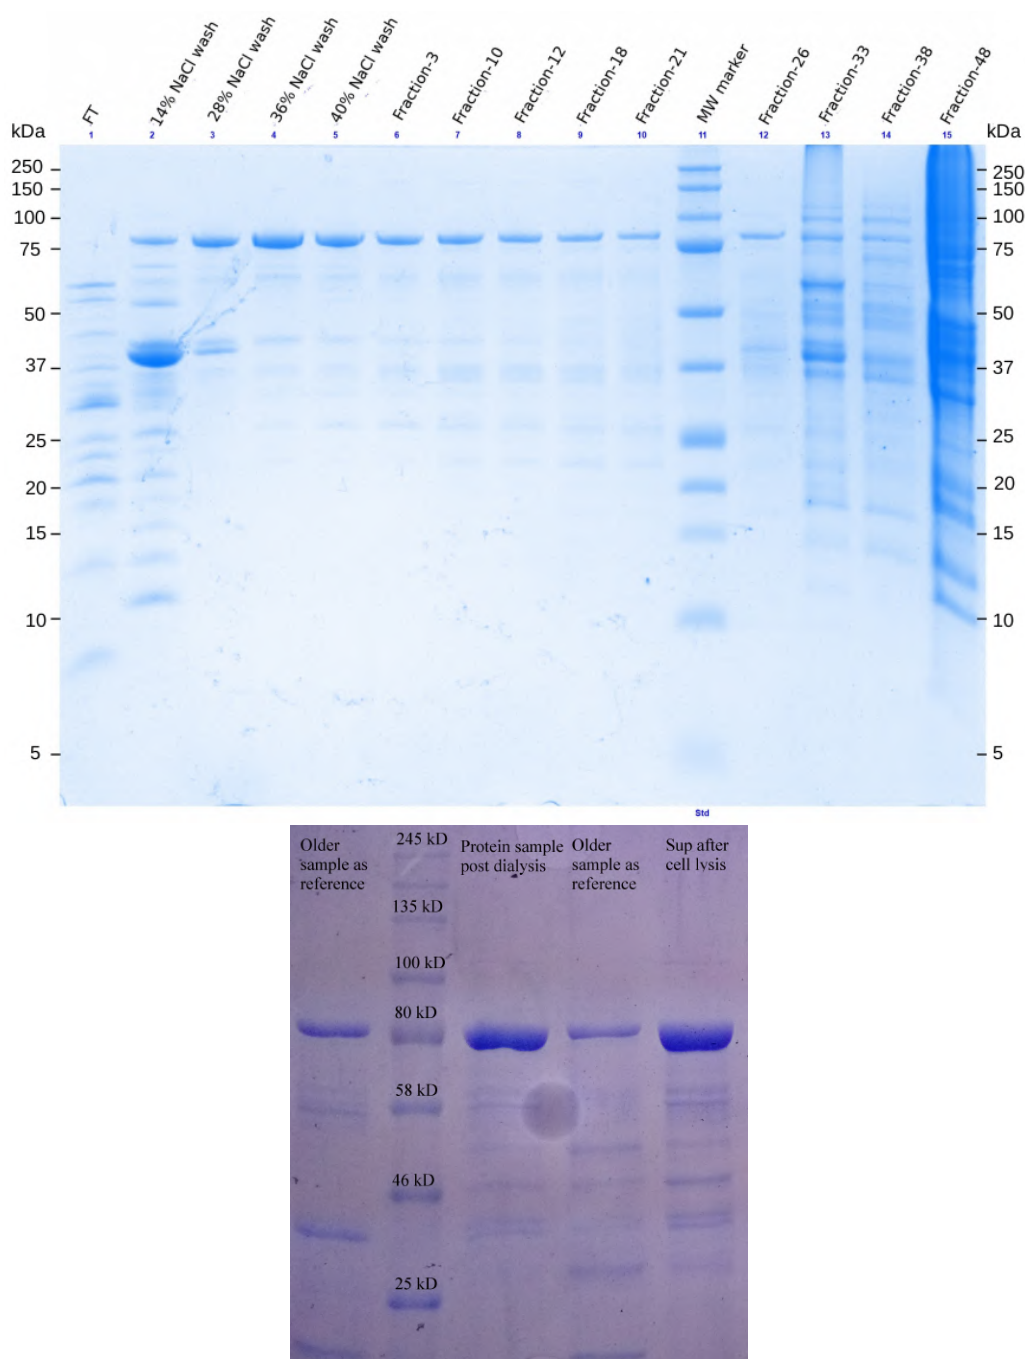 FT
14% NaCl wash
28% NaCl wash
36% NaCl wash
40% NaCl wash
Fraction-3
Fraction-10
Fraction-12
Fraction-18
Fraction-21
MW marker
Fraction-26
Fraction-33
Fraction-38
Fraction-48
kDa 1 2 3 4 5 6 7 8 9 10 11 12 13 14 15 kDa
250 250
150 150
100 100
75 75
50 50
37 37
25 25
20 20
15 15
10 10
5 5
Std
Older
sample as
reference
245 kD
Protein sample
post dialysis
Older
sample as
reference
Sup after
cell lysis
135 kD
100 kD
80 kD
58 kD
46 kD
25 kD